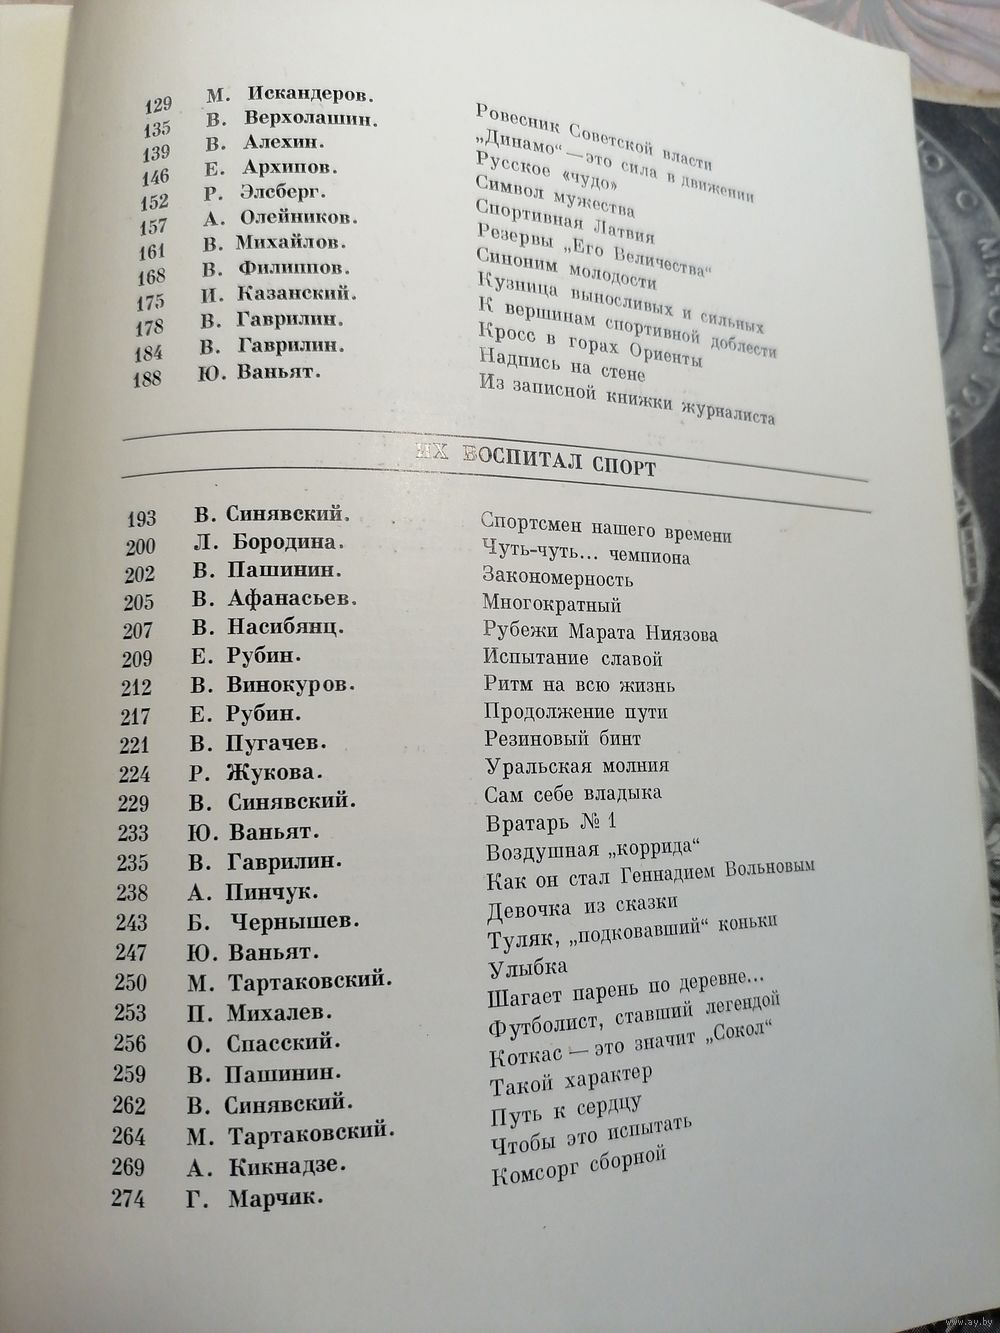 129 М. Искандеров. Ровесник Советской власти
135 В. Верхолашин. „Динамо“ — это сила в движении
139 В. Алехин. Русское «чудо»
146 Е. Архипов. Символ мужества
152 Р. Элсберг. Спортивная Латвия
157 А. Олейников. Резервы „Его Величества“
161 В. Михайлов. Синоним молодости
168 В. Филиппов. Кузница выносливых и сильных
175 И. Казанский. К вершинам спортивной доблести
178 В. Гаврилин. Кросс в горах Ориенты
184 В. Гаврилин. Надпись на стене
188 Ю. Ваньят. Из записной книжки журналиста
ИХ ВОСПИТАЛ СПОРТ
193 В. Синявский. Спортсмен нашего времени
200 Л. Бородина. Чуть-чуть... чемпиона
202 В. Пашинин. Закономерность
205 В. Афанасьев. Многократный
207 В. Насибянц. Рубежи Марата Ниязова
209 Е. Рубин. Испытание славой
212 В. Винокуров. Ритм на всю жизнь
217 Е. Рубин. Продолжение пути
221 В. Пугачев. Резиновый бинт
224 Р. Жукова. Уральская молния
229 В. Синявский. Сам себе владыка
233 Ю. Ваньят. Вратарь № 1
235 В. Гаврилин. Воздушная „коррида“
238 А. Пинчук. Как он стал Геннадием Вольновым
243 Б. Чернышев. Девочка из сказки
247 Ю. Ваньят. Туляк, „подковавший“ коньки
250 М. Тартаковский. Улыбка
253 П. Михалев. Шагает парень по деревне...
256 О. Спасский. Футболист, ставший легендой
259 В. Пашинин. Коткас — это значит „Сокол“
262 В. Синявский. Такой характер
264 М. Тартаковский. Путь к сердцу
269 А. Кикнадзе. Чтобы это испытать
274 Г. Марчик. Комсорг сборной
www.ay.by